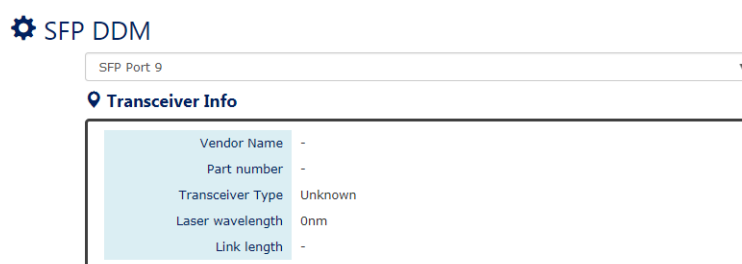 SFP DDM
SFP Port 9
Transceiver Info
Vendor Name -
Part number -
Transceiver Type Unknown
Laser wavelength 0nm
Link length -